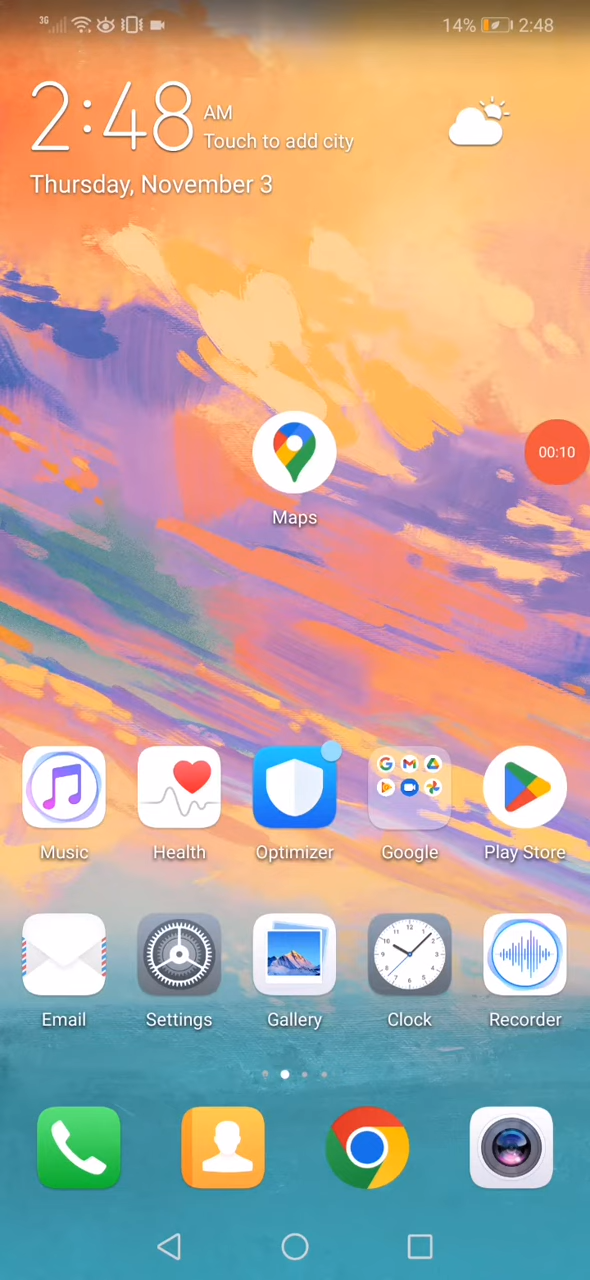 3G 14% 2:48
2:48 AM
Touch to add city
Thursday, November 3
Maps
00:10
Music Health Optimizer Google Play Store
Email Settings Gallery Clock Recorder